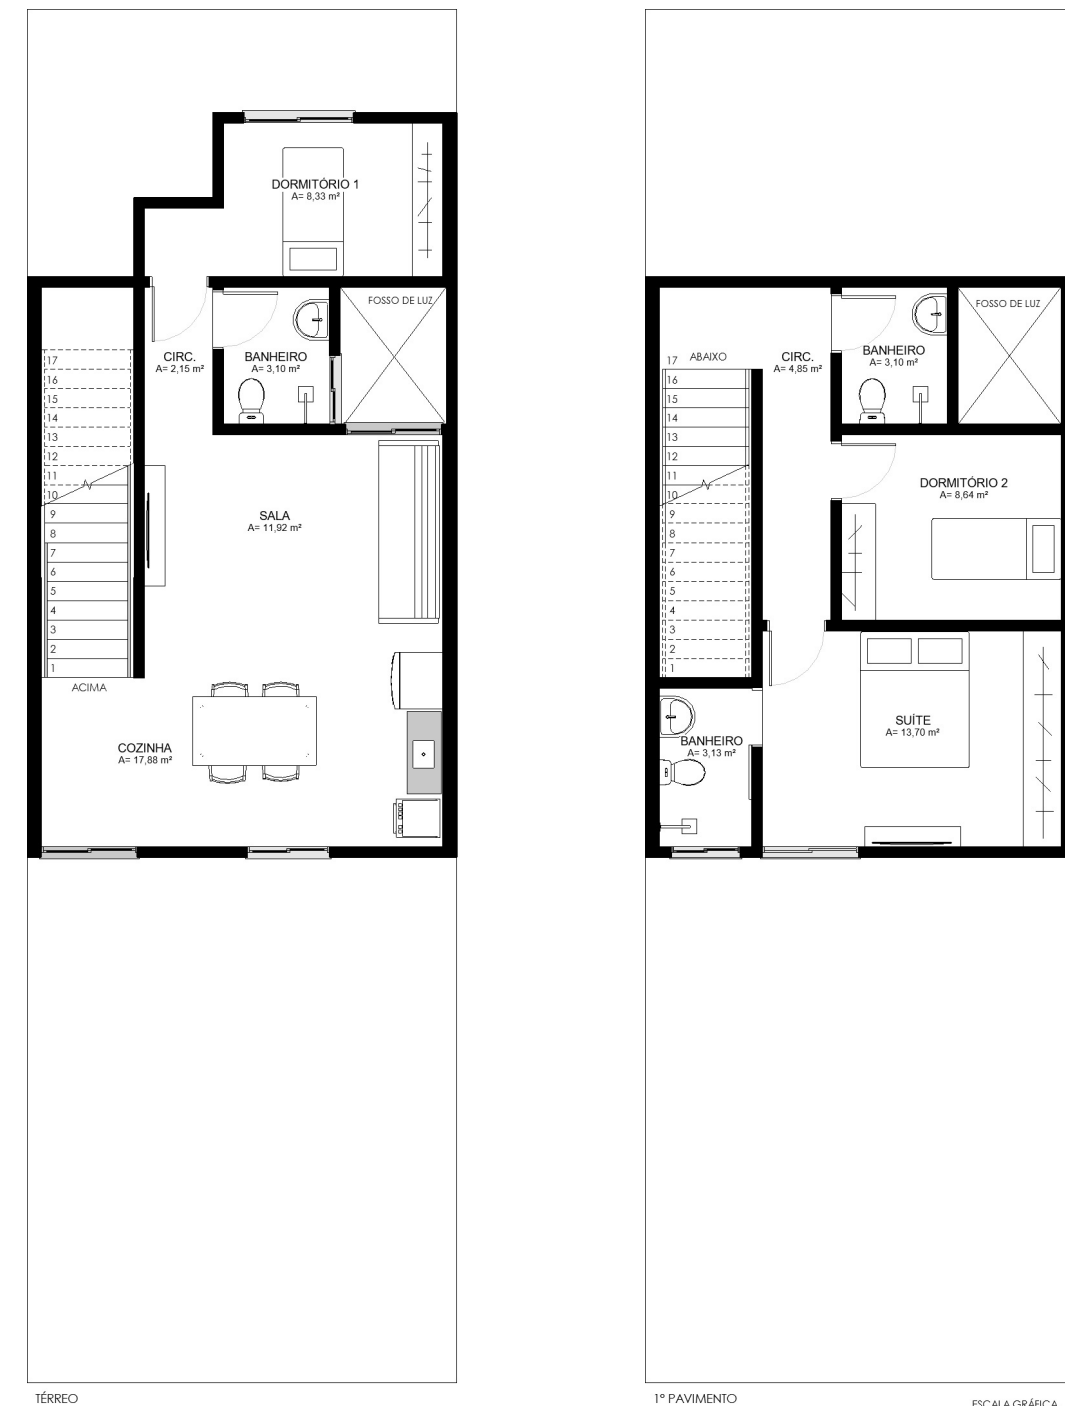 DORMITÓRIO 1
A= 8,33 m²
FOSSO DE LUZ
CIRC.
A= 2,15 m²
BANHEIRO
A= 3,10 m²
17
16
15
14
13
12
11
10
9
8
7
6
5
4
3
2
1
ACIMA
SALA
A= 11,92 m²
COZINHA
A= 17,88 m²
TÉRREO
FOSSO DE LUZ
BANHEIRO
A= 3,10 m²
CIRC.
A= 4,85 m²
ABAIXO
17
16
15
14
13
12
11
10
9
8
7
6
5
4
3
2
1
DORMITÓRIO 2
A= 8,64 m²
SUÍTE
A= 13,70 m²
BANHEIRO
A= 3,13 m²
1º PAVIMENTO
ESCALA GRÁFICA